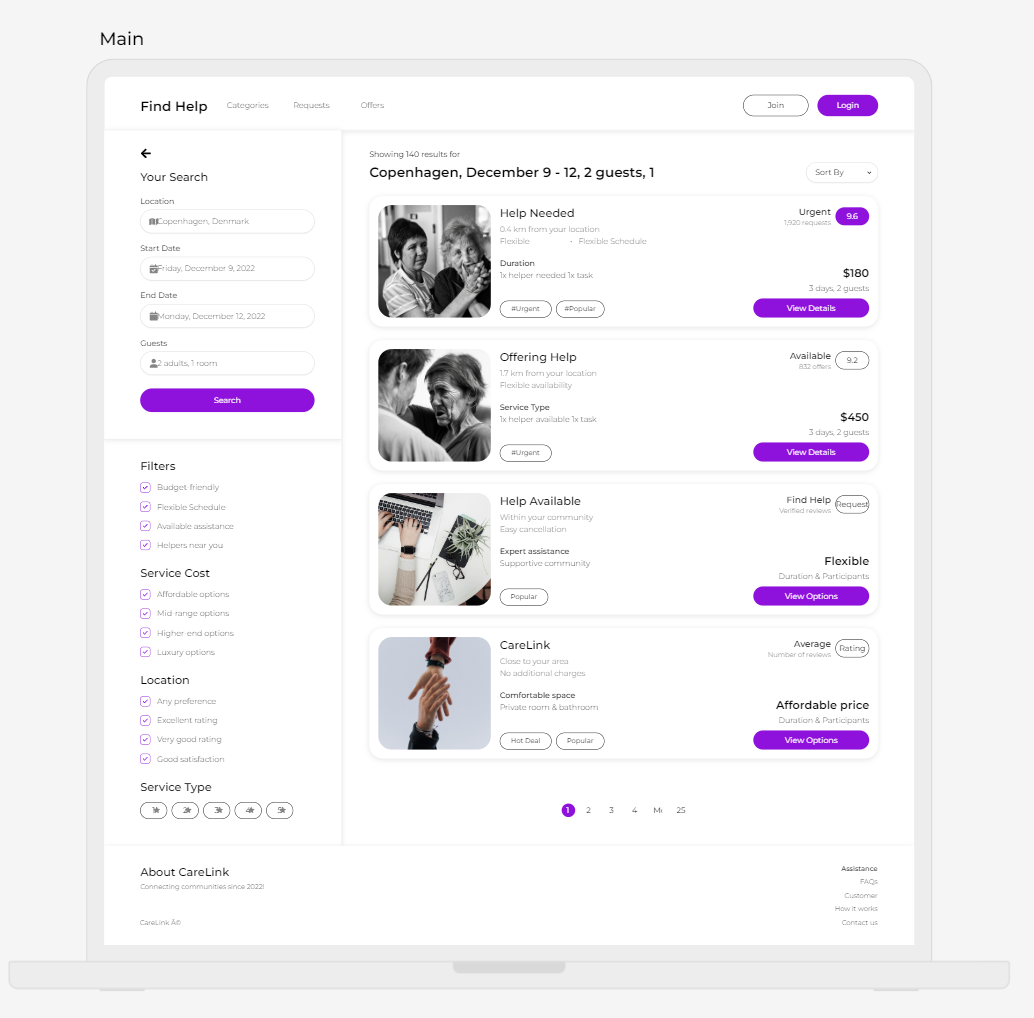 Main
Find Help
Categories
Requests
Offers
Join
Login
Your Search
Location
Copenhagen, Denmark
Start Date
Friday, December 9, 2022
End Date
Monday, December 12, 2022
Guests
2 adults, 1 room
Search
Filters
Budget-friendly
Flexible Schedule
Available assistance
Helpers near you
Service Cost
Affordable options
Mid-range options
Higher-end options
Luxury options
Location
Any preference
Excellent rating
Very good rating
Good satisfaction
Service Type
1 2 3 4 5
Showing 140 results for
Copenhagen, December 9 - 12, 2 guests, 1
Sort By
Help Needed
0.4 km from your location
Flexible • Flexible Schedule
Duration
1x helper needed 1x task
#Urgent #Popular
Urgent
1,920 requests
9.6
$180
3 days, 2 guests
View Details
Offering Help
1.7 km from your location
Flexible availability
Service Type
1x helper available 1x task
#Urgent
Available
832 offers
9.2
$450
3 days, 2 guests
View Details
Help Available
Within your community
Easy cancellation
Expert assistance
Supportive community
Popular
Find Help
Verified reviews
Request
Flexible
Duration & Participants
View Options
CareLink
Close to your area
No additional charges
Comfortable space
Private room & bathroom
Hot Deal Popular
Average
Number of reviews
Rating
Affordable price
Duration & Participants
View Options
1 2 3 4 25
About CareLink
Connecting communities since 2022!
CareLink Â©
Assistance
FAQs
Customer
How it works
Contact us